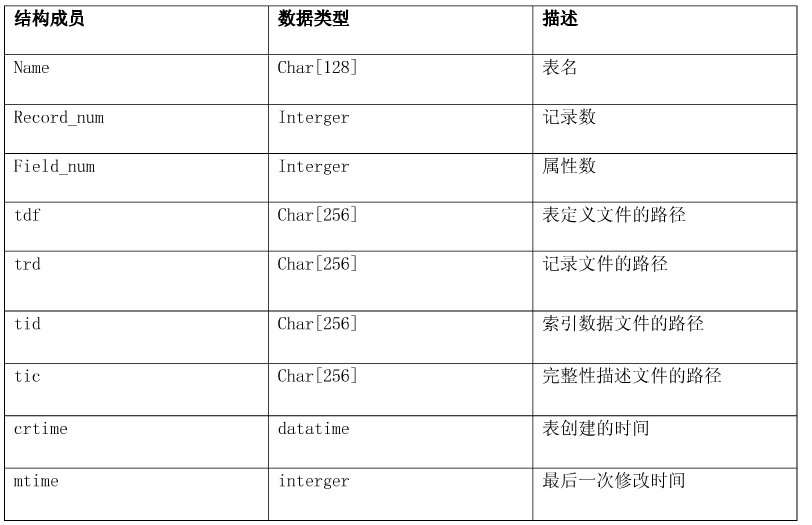 结构成员 数据类型 描述
Name Char[128] 表名
Record_num Interger 记录数
Field_num Interger 属性数
tdf Char[256] 表定义文件的路径
trd Char[256] 记录文件的路径
tid Char[256] 索引数据文件的路径
tic Char[256] 完整性描述文件的路径
crtime datatime 表创建的时间
mtime interger 最后一次修改时间